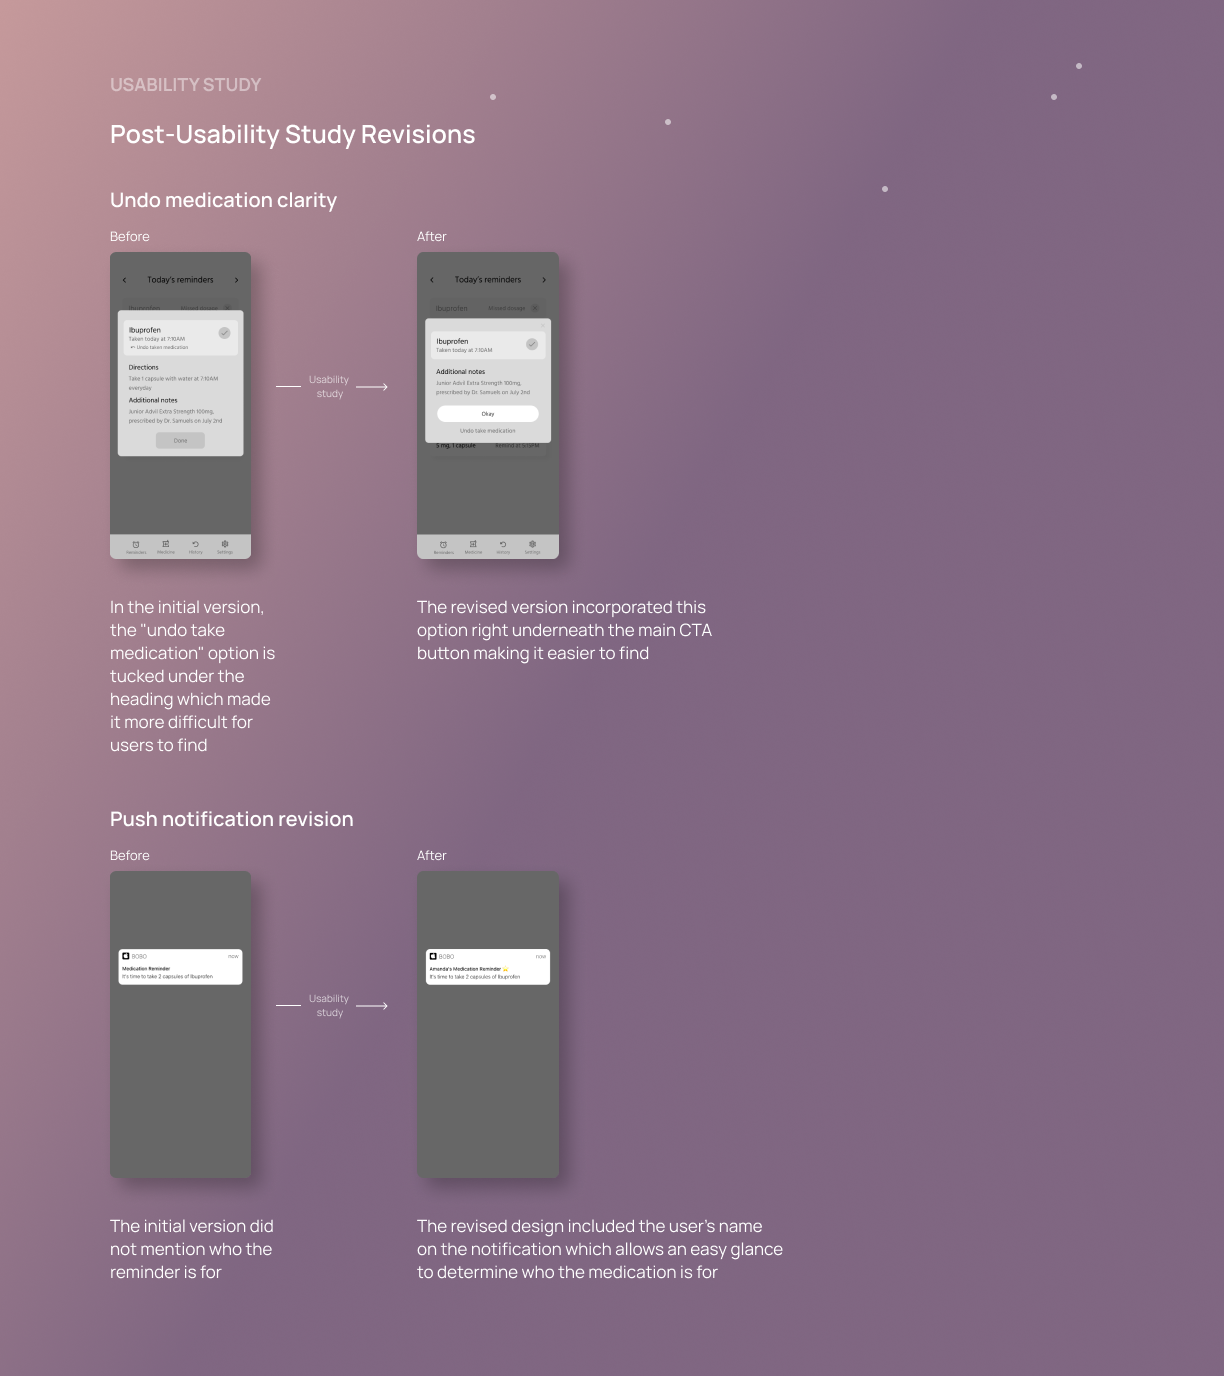 USABILITY STUDY
Post-Usability Study Revisions
Undo medication clarity
Before
Today's reminders
Ibuprofen
Missed dosage
Ibuprofen
Taken today at 7:10AM
Undo taken medication
Directions
Take 1 capsule with water at 7:10AM
everyday
Additional notes
Junior Advil Extra Strength 100mg,
prescribed by Dr. Samuels on July 2nd
Done
Reminders Medicine History Settings
Usability
study
After
Today's reminders
Ibuprofen
Missed dosage
Ibuprofen
Taken today at 7:10AM
Additional notes
Junior Advil Extra Strength 100mg,
prescribed by Dr. Samuels on July 2nd
Okay
Undo take medication
5 mg, 1 capsule
Remind at 5:15PM
Reminders Medicine History Settings
In the initial version,
the "undo take
medication" option is
tucked under the
heading which made
it more difficult for
users to find
The revised version incorporated this
option right underneath the main CTA
button making it easier to find
Push notification revision
Before
BOBO
now
Medication Reminder
It's time to take 2 capsules of Ibuprofen
Usability
study
After
BOBO
now
Amanda's Medication Reminder
It's time to take 2 capsules of Ibuprofen
The initial version did
not mention who the
reminder is for
The revised design included the user's name
on the notification which allows an easy glance
to determine who the medication is for